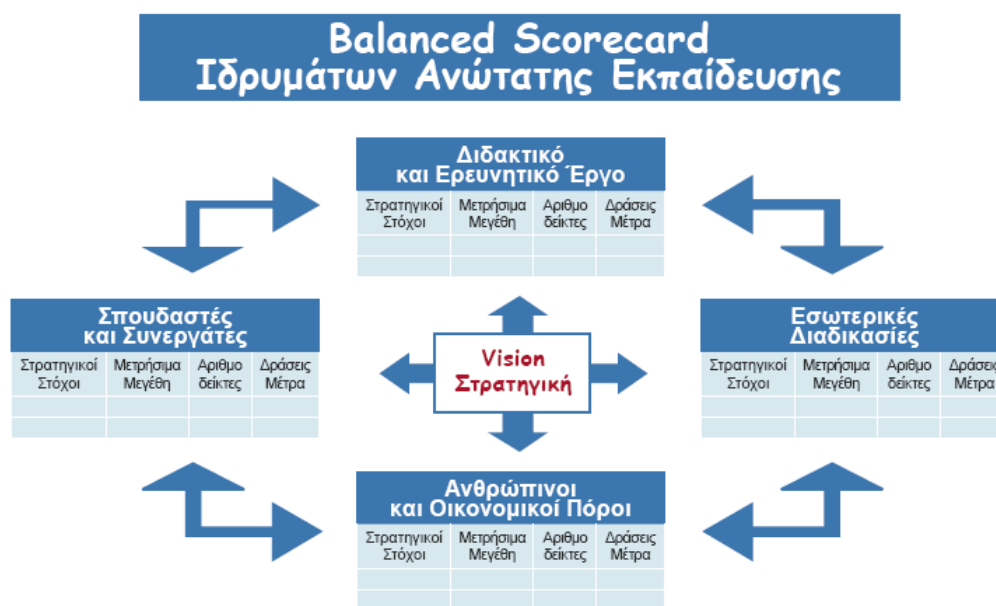 Balanced Scorecard
Ιδρυμάτων Ανώτατης Εκπαίδευσης
Διδακτικό
και Ερευνητικό Έργο
Στρατηγικοί Μετρήσιμα Αριθμο Δράσεις
Στόχοι Μεγέθη δείκτες Μέτρα
Σπουδαστές
και Συνεργάτες
Στρατηγικοί Μετρήσιμα Αριθμο Δράσεις
Στόχοι Μεγέθη δείκτες Μέτρα
Vision
Στρατηγική
Εσωτερικές
Διαδικασίες
Στρατηγικοί Μετρήσιμα Αριθμο Δράσεις
Στόχοι Μεγέθη δείκτες Μέτρα
Ανθρώπινοι
και Οικονομικοί Πόροι
Στρατηγικοί Μετρήσιμα Αριθμο Δράσεις
Στόχοι Μεγέθη δείκτες Μέτρα